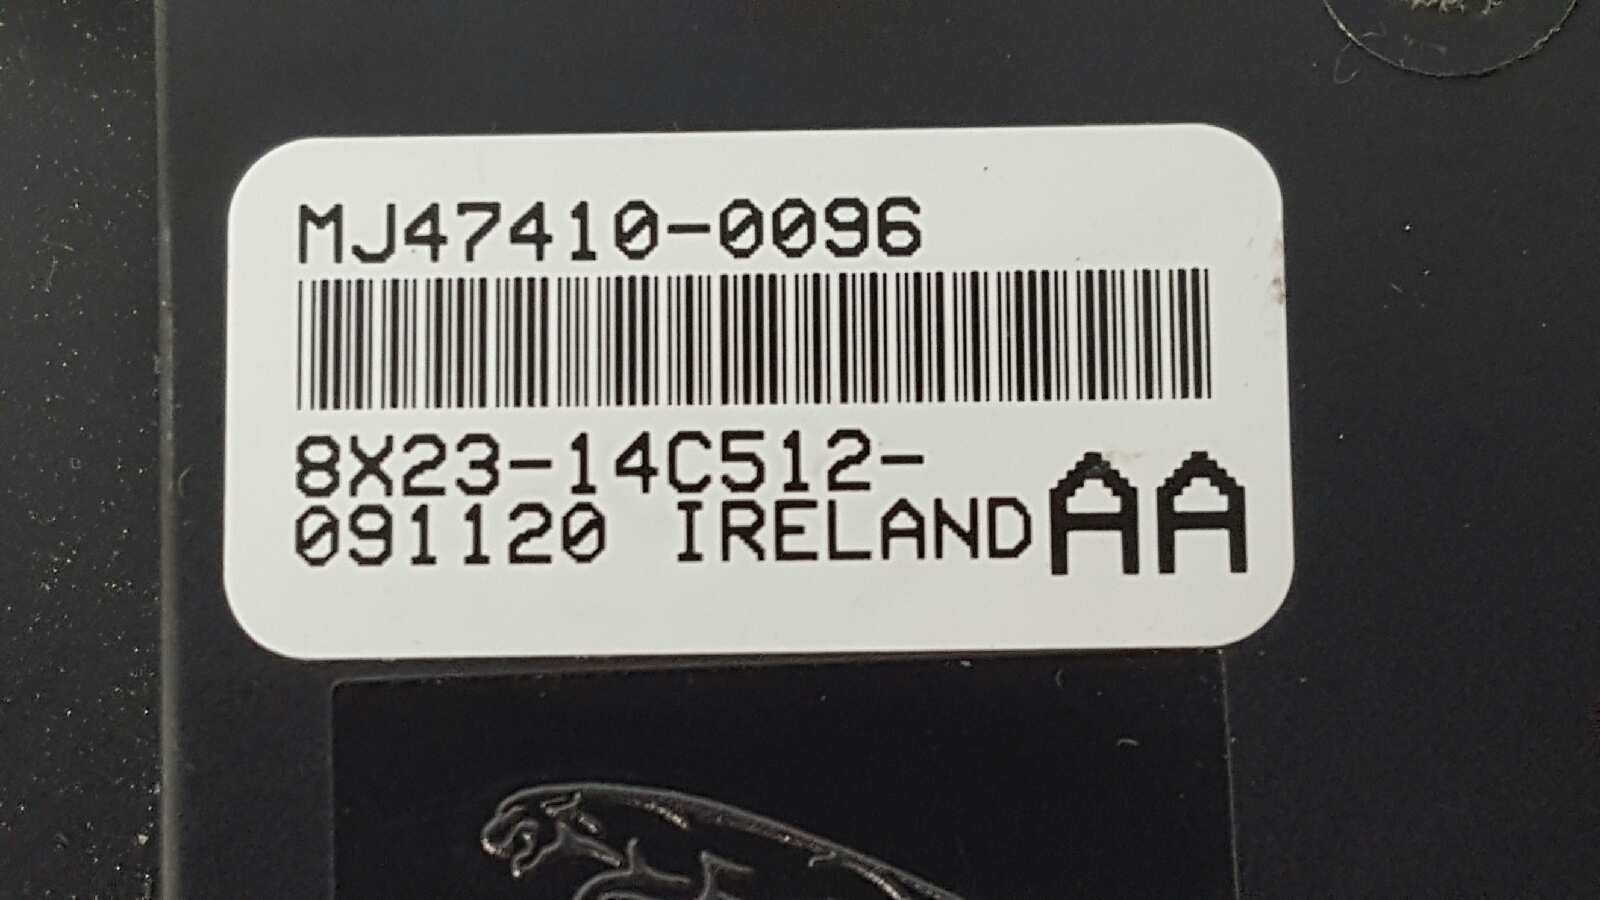 MJ47410-0096
8X23-14C512-
091120 IRELAND AA